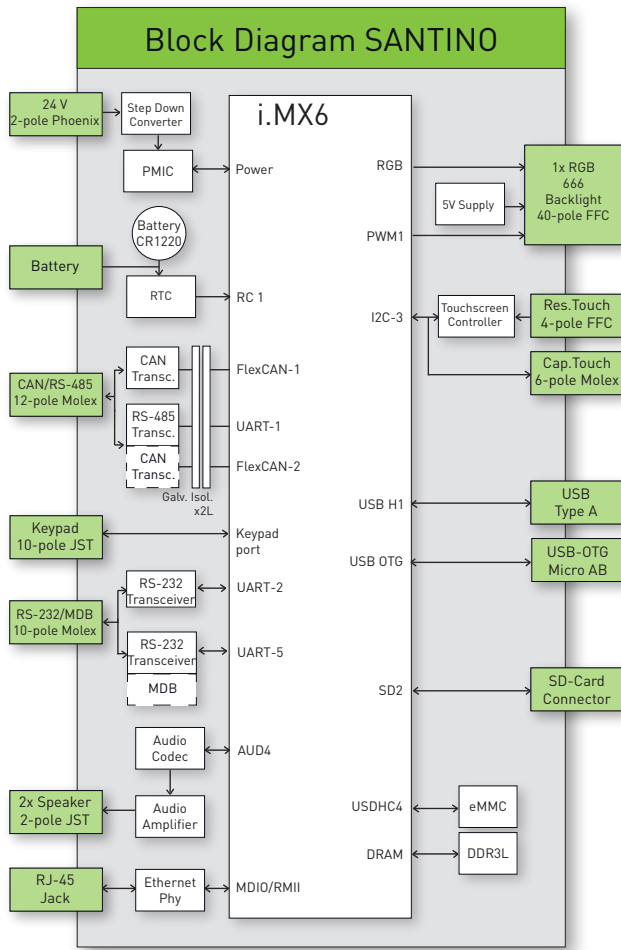 Block Diagram SANTINO
i.MX6
24 V
2-pole Phoenix
Step Down
Converter
PMIC
Power
Battery
CR1220
Battery
RTC
RC 1
CAN/RS-485
12-pole Molex
CAN
Transc.
FlexCAN-1
RS-485
Transc.
UART-1
CAN
Transc.
FlexCAN-2
Galv. Isol.
x2L
Keypad
10-pole JST
Keypad
port
RS-232/MDB
10-pole Molex
RS-232
Transceiver
UART-2
RS-232
Transceiver
UART-5
MDB
Audio
Codec
AUD4
2x Speaker
2-pole JST
Audio
Amplifier
RJ-45
Jack
Ethernet
Phy
MDIO/RMII
RGB
5V Supply
PWM1
1x RGB
666
Backlight
40-pole FFC
I2C-3
Touchscreen
Controller
Res.Touch
4-pole FFC
Cap.Touch
6-pole Molex
USB H1
USB
Type A
USB OTG
USB-OTG
Micro AB
SD2
SD-Card
Connector
USDHC4
eMMC
DRAM
DDR3L